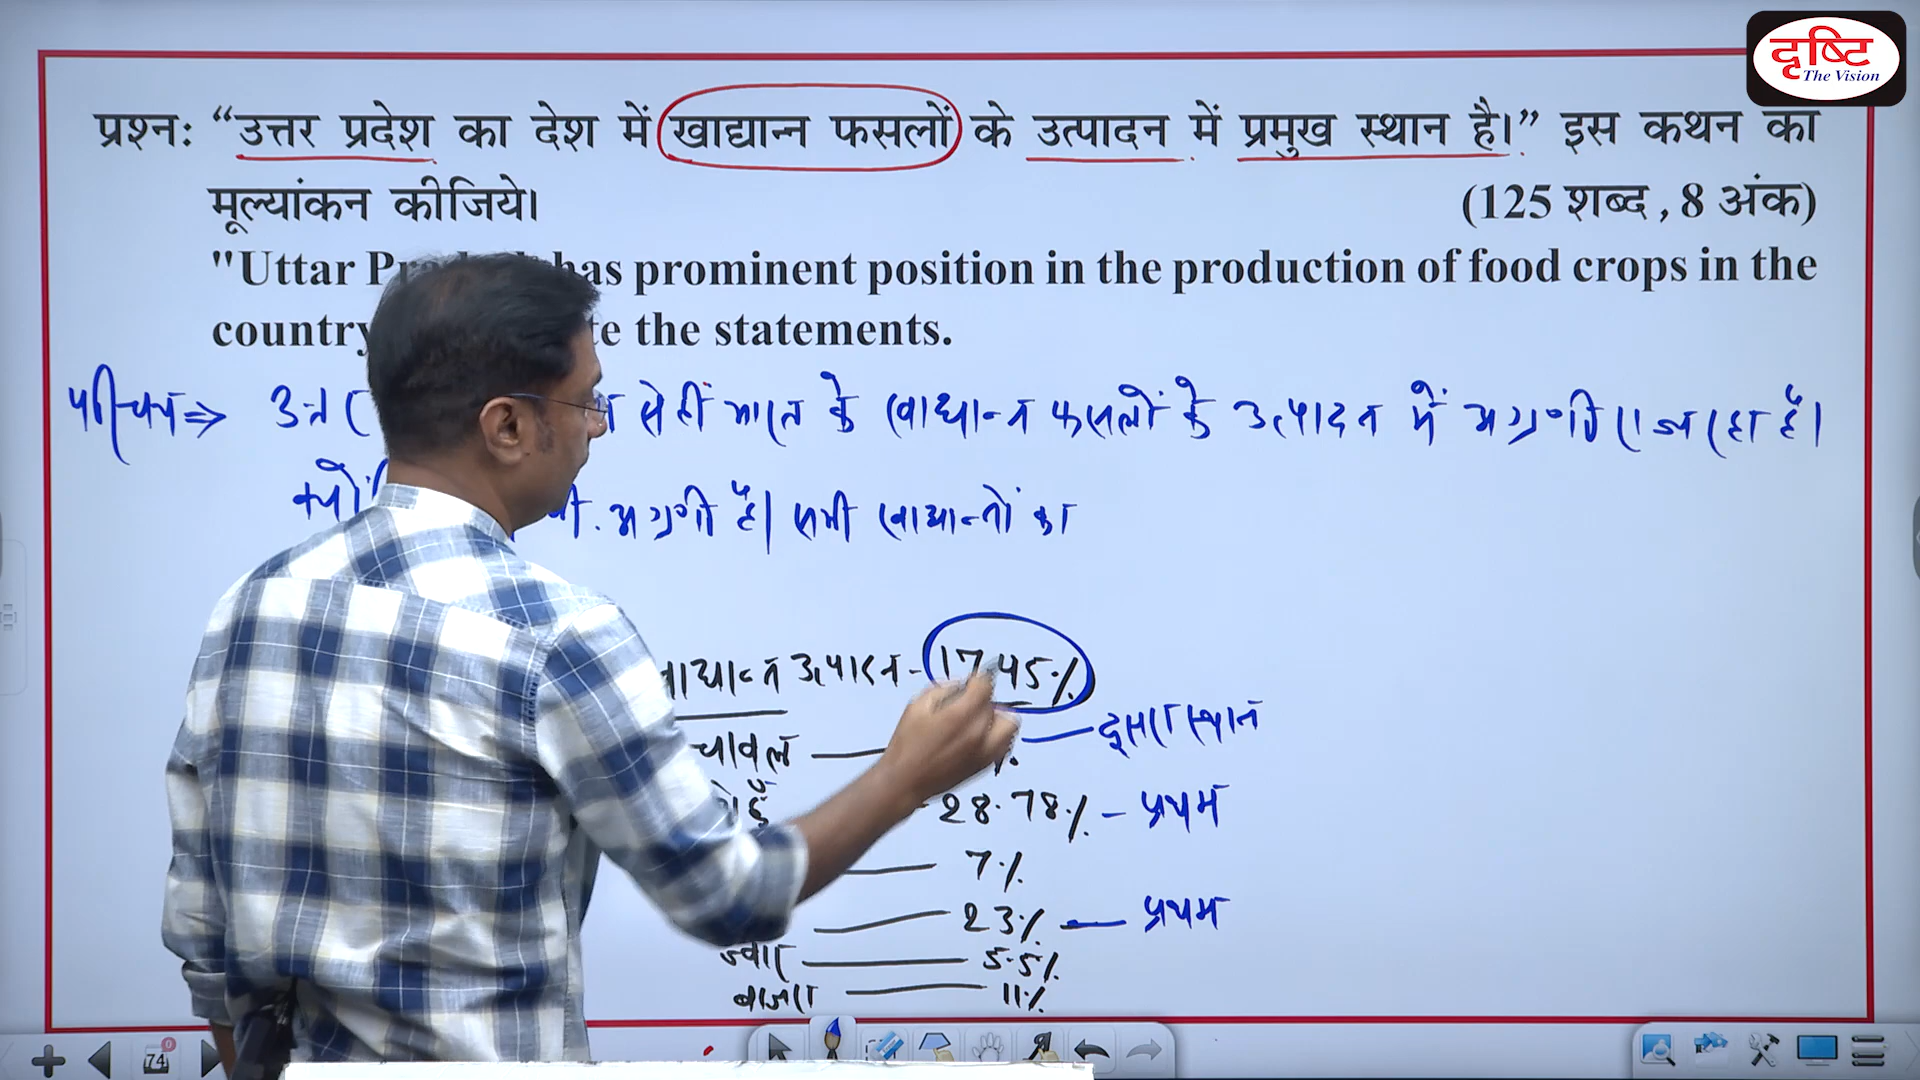 दृष्टि
The Vision
प्रश्नः “उत्तर प्रदेश का देश में खाद्यान्न फसलों के उत्पादन में प्रमुख स्थान है।” इस कथन का
मूल्यांकन कीजिये। (125 शब्द , 8 अंक)
"Uttar has prominent position in the production of food crops in the
country the statements.
परिचय ⇒ से ही भारत के खाद्यान्न फसलों के उत्पादन में अग्रणी राज्य रहा है।
अग्रणी है। सभी खाद्यान्नों का
उत्पादन - 17.45%
चावल — दूसरा स्थान
28.78% - प्रथम
7%
23% — प्रथम
ज्वार — 5.5%
बाजरा — 11%
74
0